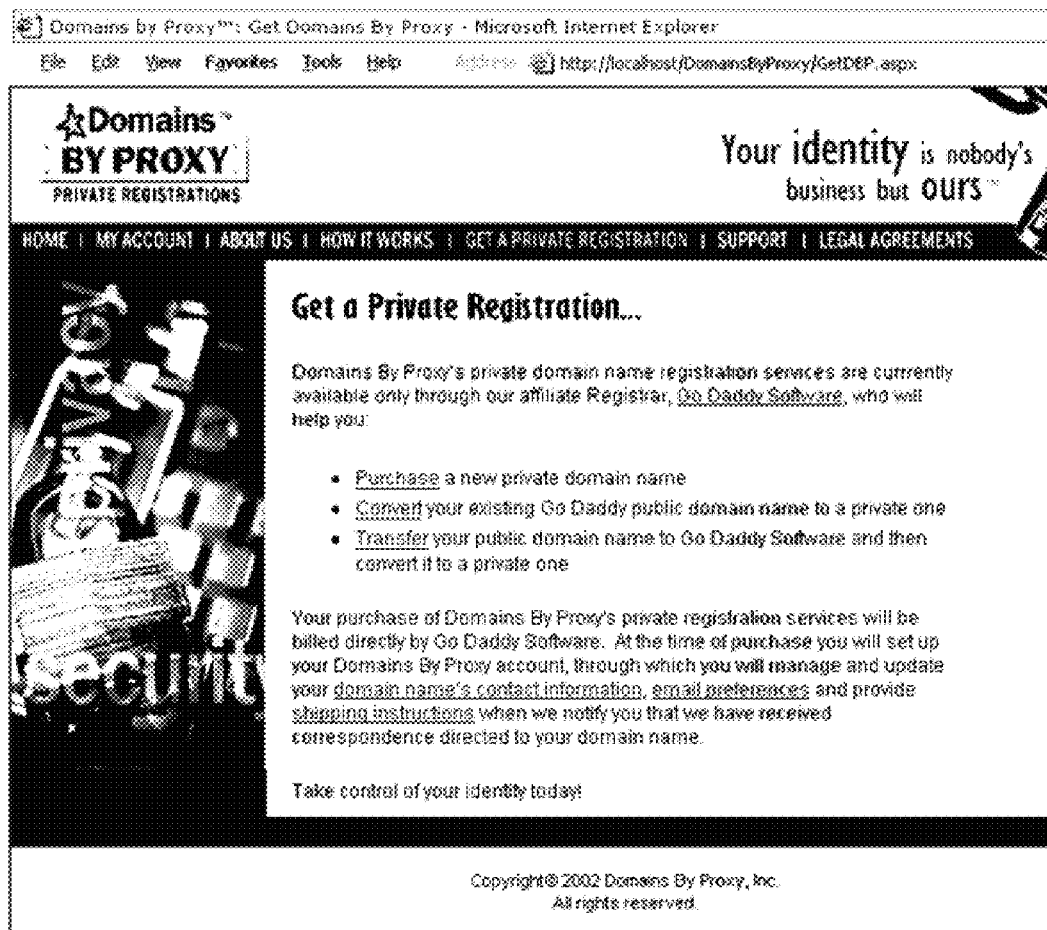 Domains by Proxy™: Get Domains By Proxy - Microsoft Internet Explorer
File Edit View Favorites Tools Help Address http://localhost/DomainsByProxy/GetDBP.aspx
Domains™
BY PROXY
PRIVATE REGISTRATIONS
Your identity is nobody's
business but ours™
HOME | MY ACCOUNT | ABOUT US | HOW IT WORKS | GET A PRIVATE REGISTRATION | SUPPORT | LEGAL AGREEMENTS
privacy
security
Get a Private Registration...
Domains By Proxy's private domain name registration services are currrently
available only through our affiliate Registrar, Go Daddy Software, who will
help you:
• Purchase a new private domain name
• Convert your existing Go Daddy public domain name to a private one
• Transfer your public domain name to Go Daddy Software and then
convert it to a private one
Your purchase of Domains By Proxy's private registration services will be
billed directly by Go Daddy Software. At the time of purchase you will set up
your Domains By Proxy account, through which you will manage and update
your domain name's contact information, email preferences and provide
shipping instructions when we notify you that we have received
correspondence directed to your domain name.
Take control of your identity today!
Copyright© 2002 Domains By Proxy, Inc.
All rights reserved.